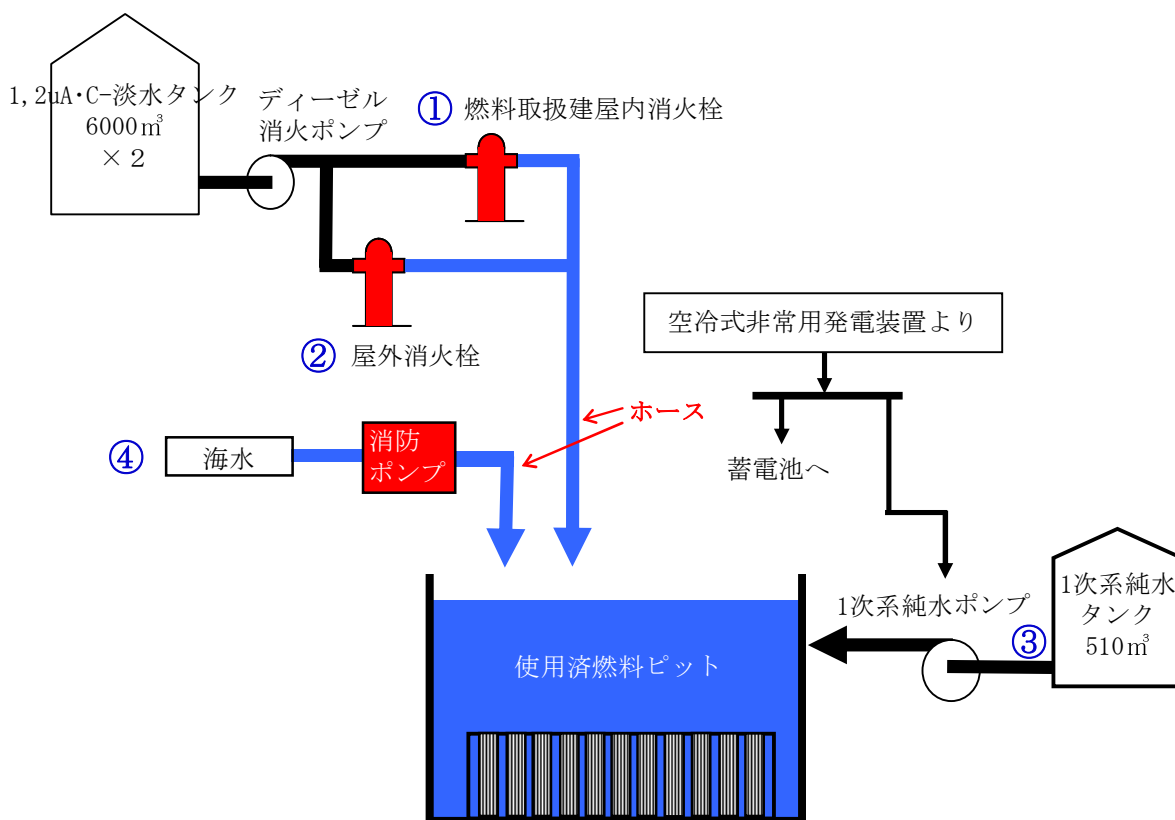 1,2uA・C-淡水タンク
6000㎥
×２
ディーゼル
消火ポンプ
① 燃料取扱建屋内消火栓
② 屋外消火栓
空冷式非常用発電装置より
ホース
④ 海水
消防
ポンプ
蓄電池へ
1次系純水ポンプ
③
1次系純水
タンク
510㎥
使用済燃料ピット